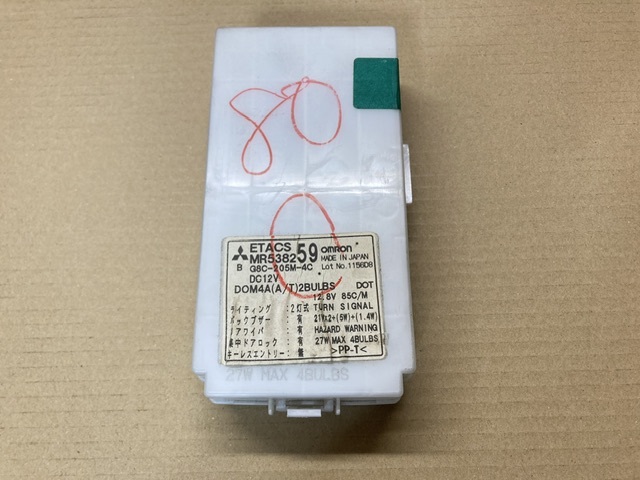 80
ETACS
MR538259
OMRON
MADE IN JAPAN
B G8C-205M-4C
Lot No.1156D8
DC12V
DOM4A(A/T)2BULBS DOT
12.8V 85C/M
ライティング:2灯式 TURN SIGNAL
ロックブザー:有 21Wx2+(5W)+(1.4W)
リアワイパ:有 HAZARD WARNING
集中ドアロック:有 27W MAX 4BULBS
キーレスエントリー:無 >PP-T<
27W MAX 4BULBS